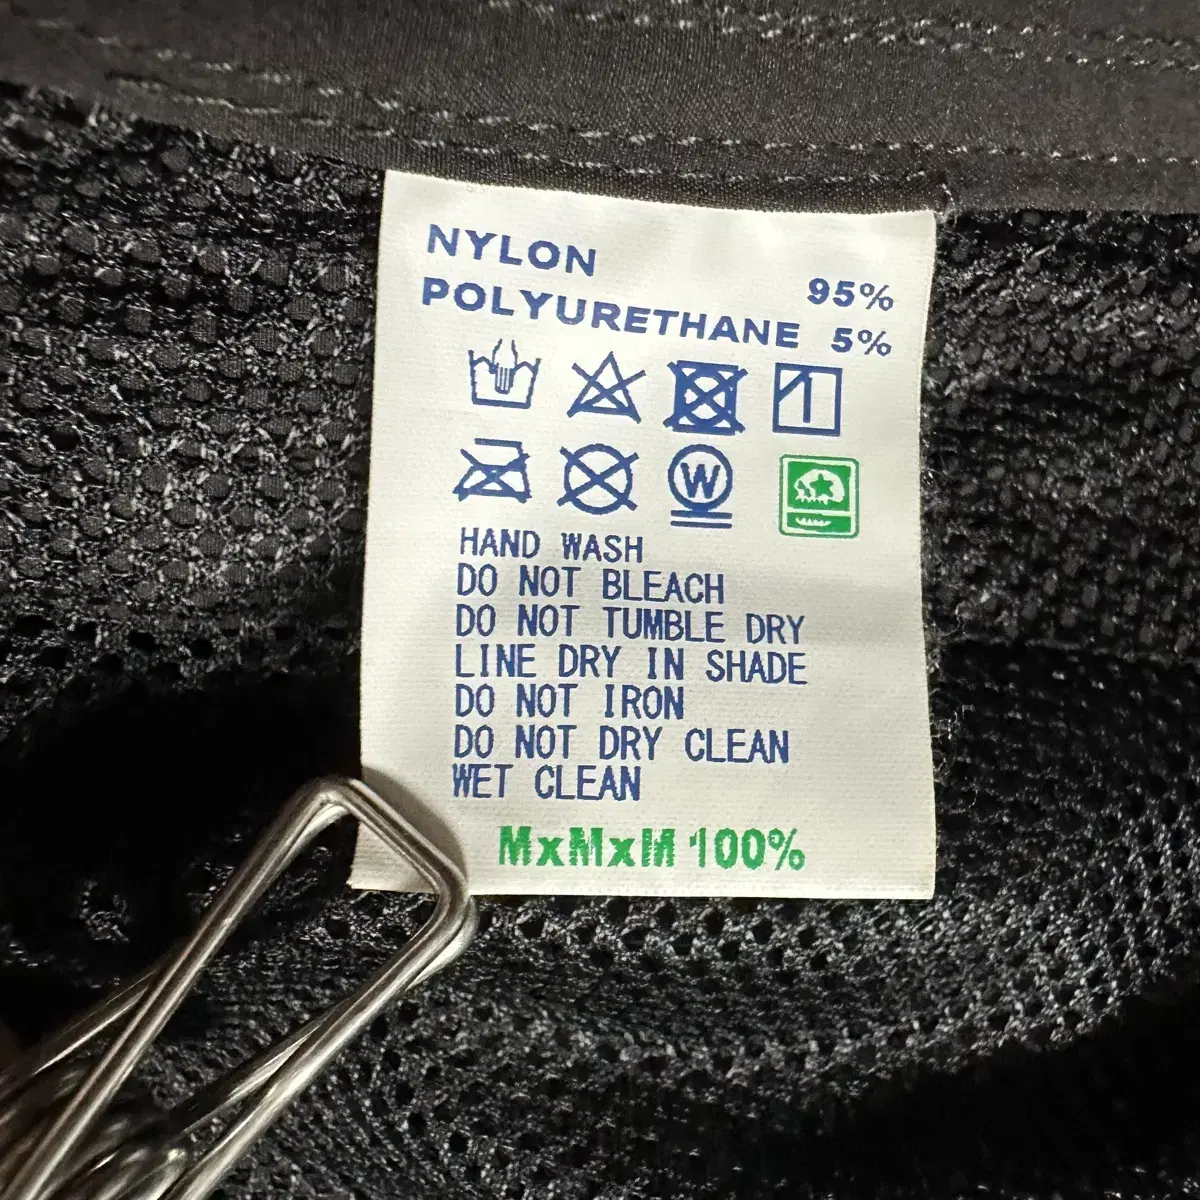 NYLON 95%
POLYURETHANE 5%
W
HAND WASH
DO NOT BLEACH
DO NOT TUMBLE DRY
LINE DRY IN SHADE
DO NOT IRON
DO NOT DRY CLEAN
WET CLEAN
MxMxM 100%